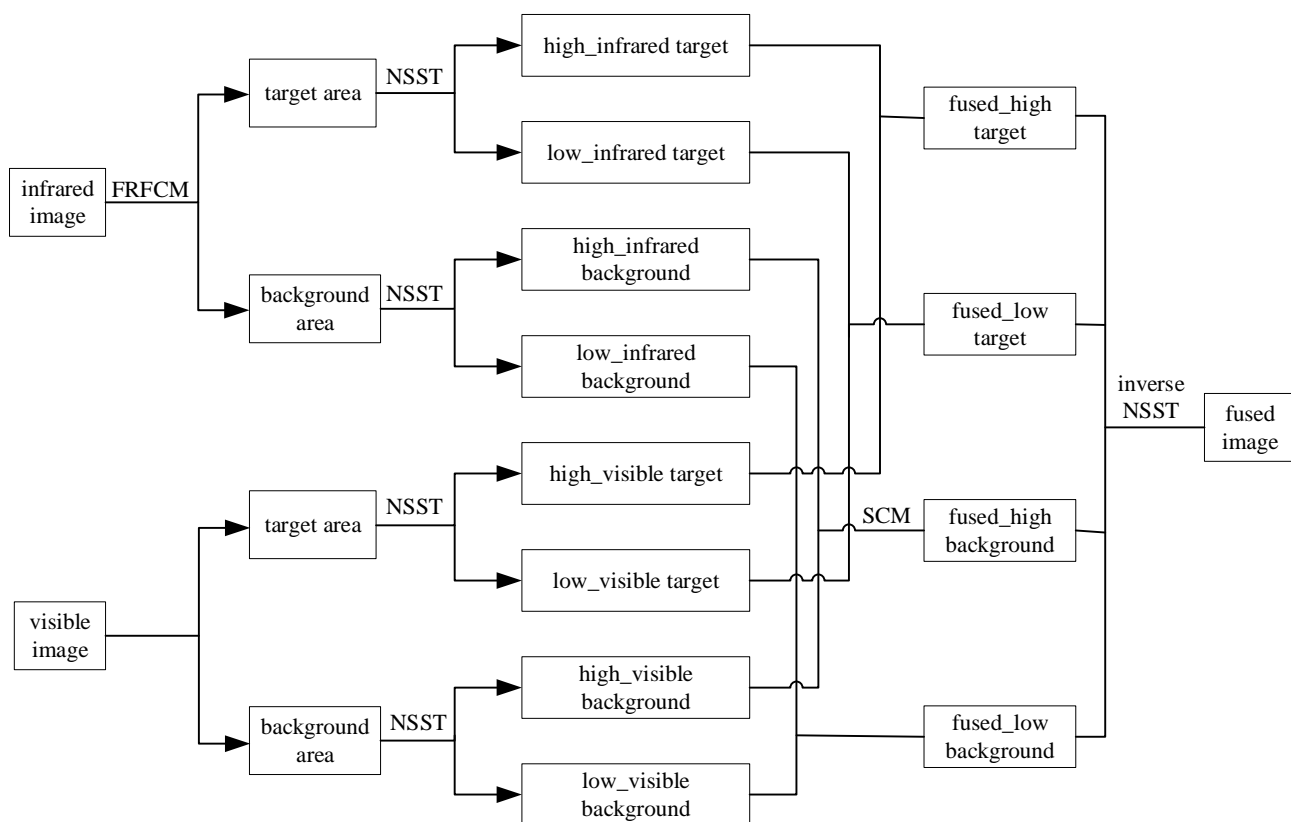 infrared
image
FRFCM
target area
NSST
high_infrared target
low_infrared target
background
area
NSST
high_infrared
background
low_infrared
background
visible
image
target area
NSST
high_visible target
low_visible target
background
area
NSST
high_visible
background
low_visible
background
fused_high
target
fused_low
target
SCM
fused_high
background
fused_low
background
inverse
NSST
fused
image